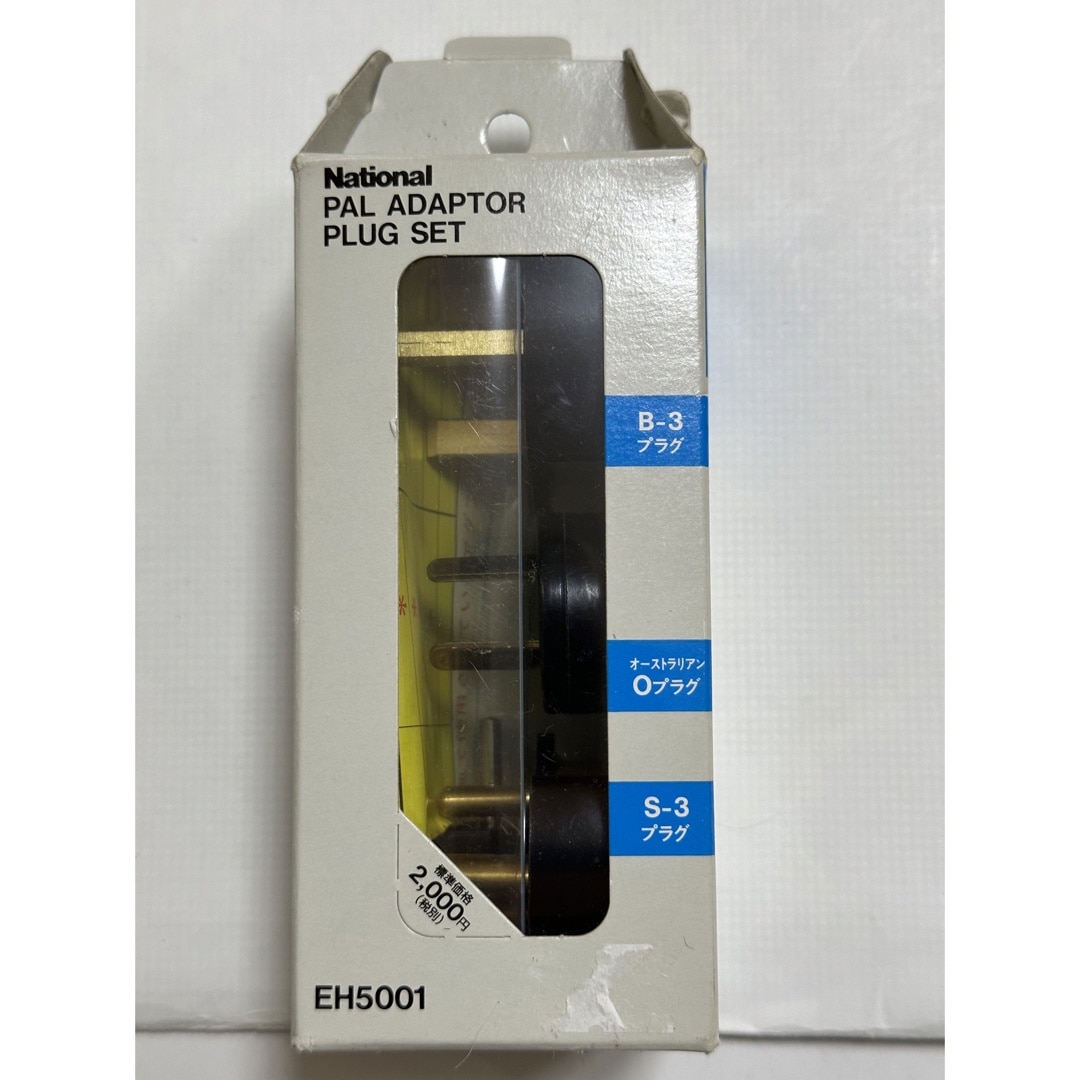 National
PAL ADAPTOR
PLUG SET
B-3
プラグ
オーストラリアン
Oプラグ
S-3
プラグ
標準価格
2,000円
(税別)
EH5001